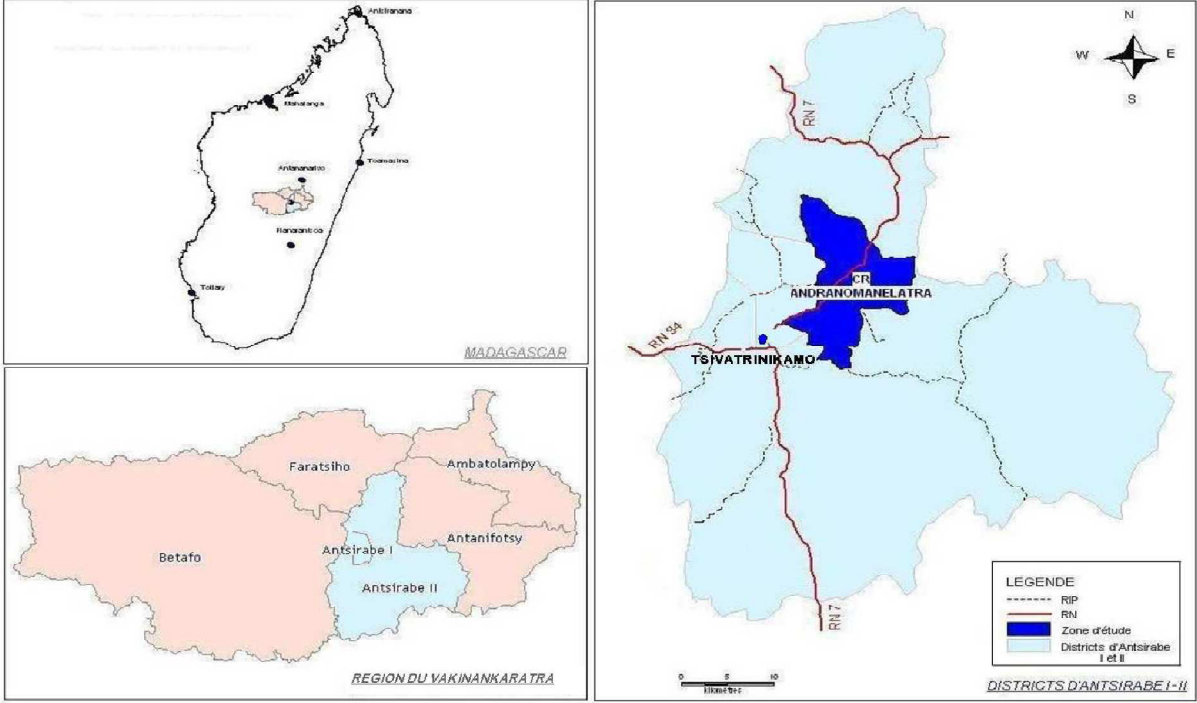 Antsiranana
Mahajanga
Toamasina
Antananarivo
Fianarantsoa
Toliary
MADAGASCAR
Faratsiho
Ambatolampy
Betafo
Antsirabe I
Antanifotsy
Antsirabe II
REGION DU VAKINANKARATRA
N
W
E
S
RN 7
CR
ANDRANOMANELATRA
RN 34
TSIVATRINIKAMO
RN 7
LEGENDE
RIP
RN
Zone d'étude
Districts d'Antsirabe
I et II
0 5 10
kilomètres
DISTRICTS D'ANTSIRABE I-II